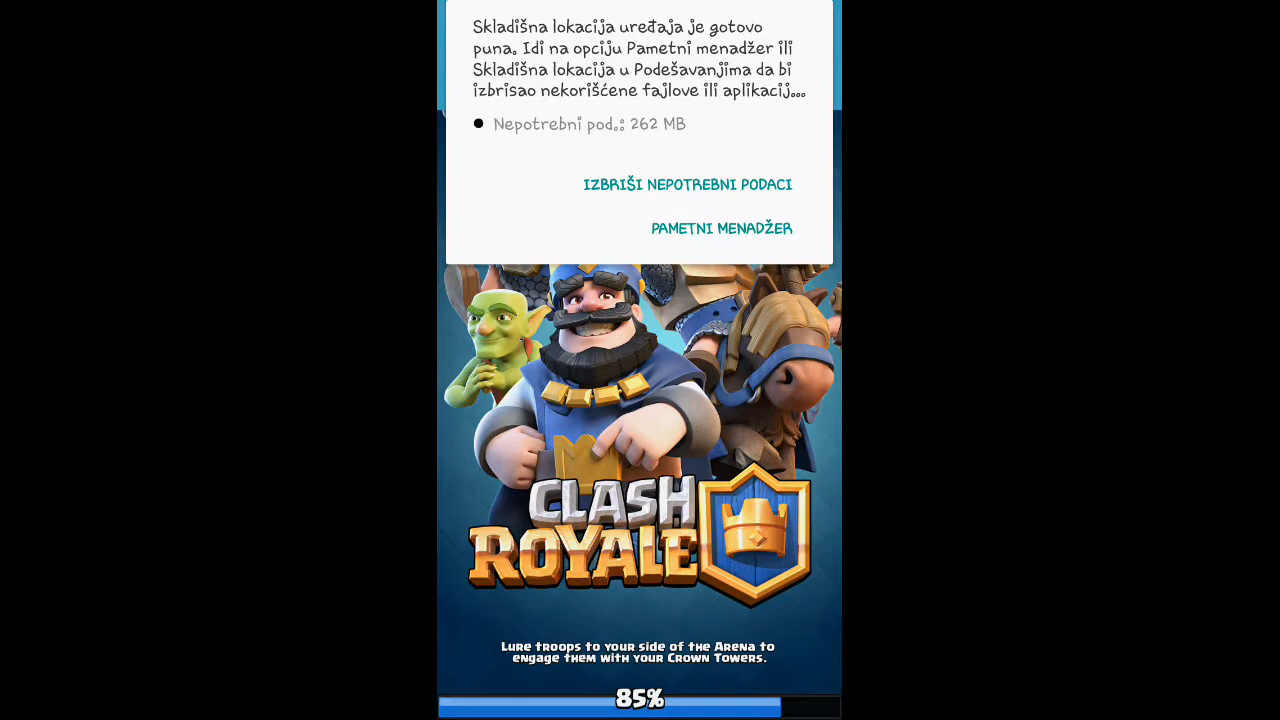 Skladišna lokacija uređaja je gotovo
puna. Idi na opciju Pametni menadžer ili
Skladišna lokacija u Podešavanjima da bi
izbrisao nekorišćene fajlove ili aplikacij...
Nepotrebni pod.: 262 MB
IZBRIŠI NEPOTREBNI PODACI
PAMETNI MENADŽER
CLASH
ROYALE
Lure troops to your side of the Arena to
engage them with your Crown Towers.
85%